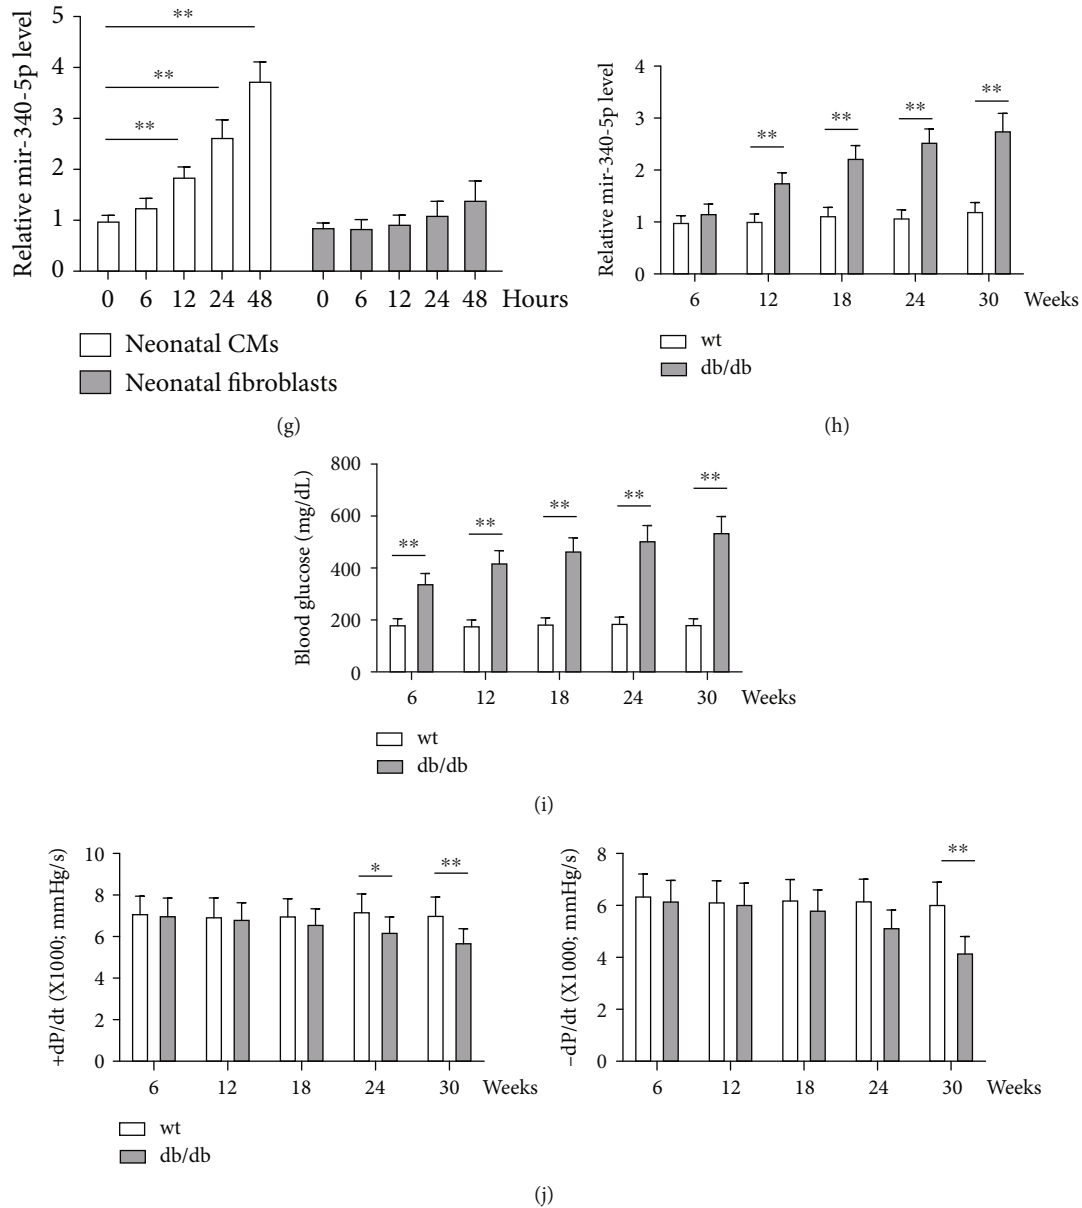 Relative mir-340-5p level
5
4
3
2
1
0
**
**
**
0 6 12 24 48 0 6 12 24 48 Hours
Neonatal CMs
Neonatal fibroblasts
(g)
Relative mir-340-5p level
4
3
2
1
0
** ** ** **
6 12 18 24 30 Weeks
wt
db/db
(h)
Blood glucose (mg/dL)
800
600
400
200
0
** ** ** ** **
6 12 18 24 30 Weeks
wt
db/db
(i)
+dP/dt (X1000; mmHg/s)
10
8
6
4
2
0
* **
6 12 18 24 30 Weeks
wt
db/db
–dP/dt (X1000; mmHg/s)
8
6
4
2
0
**
6 12 18 24 30 Weeks
(j)